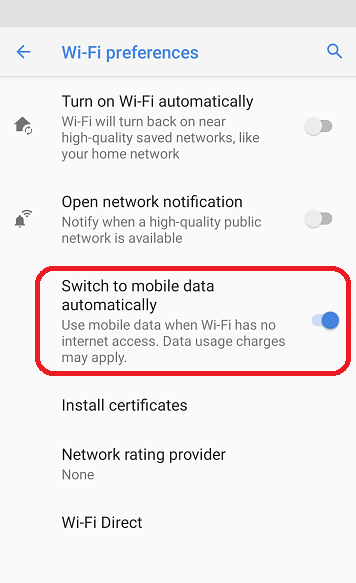 Wi-Fi preferences
Turn on Wi-Fi automatically
Wi-Fi will turn back on near
high-quality saved networks, like
your home network
Open network notification
Notify when a high-quality public
network is available
Switch to mobile data
automatically
Use mobile data when Wi-Fi has no
internet access. Data usage charges
may apply.
Install certificates
Network rating provider
None
Wi-Fi Direct